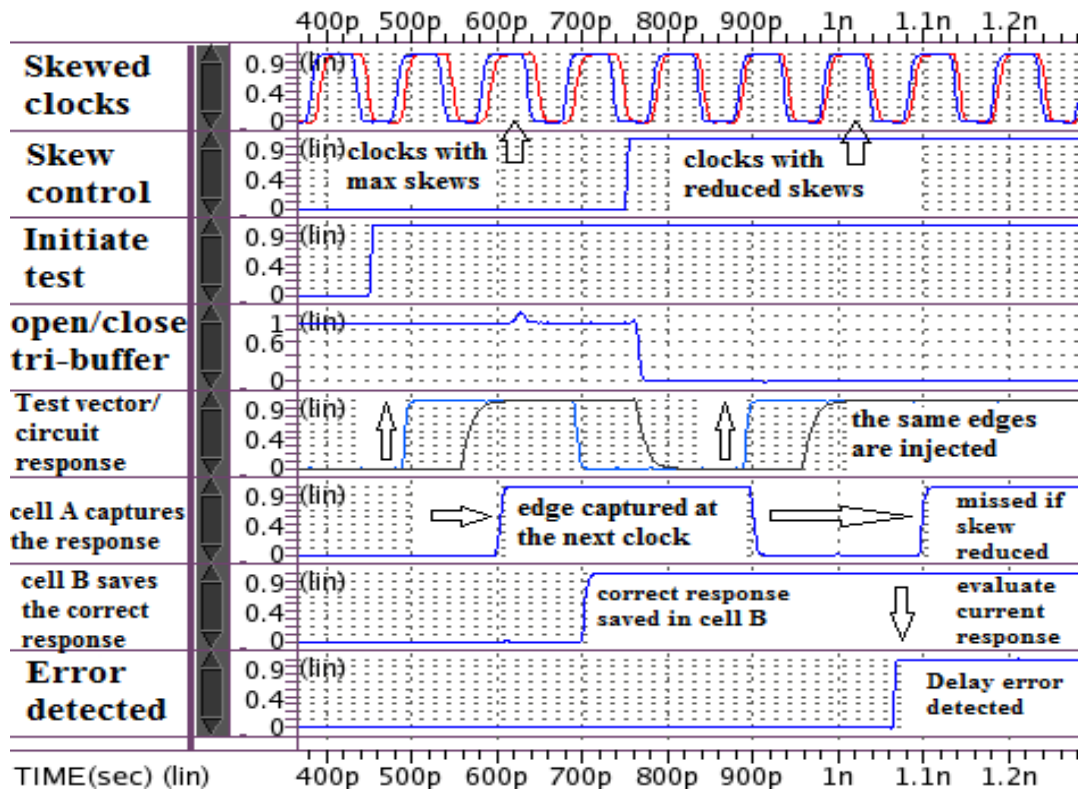 400p 500p 600p 700p 800p 900p 1n 1.1n 1.2n
Skewed
clocks
0.9
0.4
0
(lin)
Skew
control
0.9
0.4
0
(lin)
clocks with
max skews
clocks with
reduced skews
Initiate
test
0.9
0.4
0
(lin)
open/close
tri-buffer
1
0.6
0
(lin)
Test vector/
circuit
response
0.9
0.4
0
(lin)
the same edges
are injected
cell A captures
the response
0.9
0.4
0
(lin)
edge captured at
the next clock
missed if
skew
reduced
cell B saves
the correct
response
0.9
0.4
0
(lin)
correct response
saved in cell B
evaluate
current
response
Error
detected
0.9
0.4
0
(lin)
Delay error
detected
400p 500p 600p 700p 800p 900p 1n 1.1n 1.2n
TIME(sec) (lin)